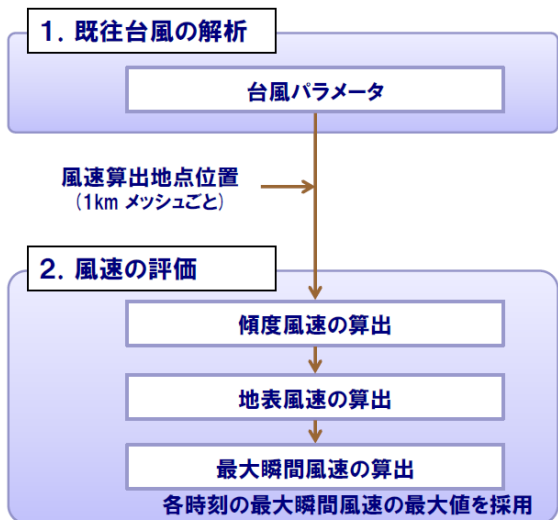 1. 既往台風の解析
台風パラメータ
風速算出地点位置
(1km メッシュごと)
2. 風速の評価
傾度風速の算出
地表風速の算出
最大瞬間風速の算出
各時刻の最大瞬間風速の最大値を採用